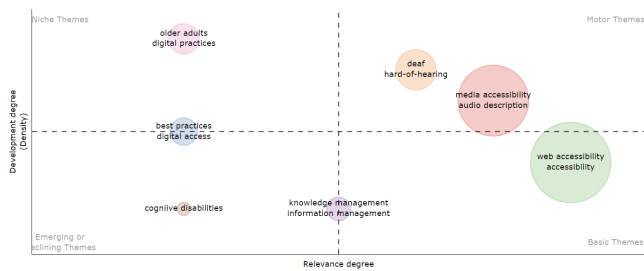 Niche Themes
Motor Themes
older adults
digital practices
deaf
hard-of-hearing
media accessibility
audio description
best practices
digital access
web accessibility
accessibility
cogniive disabilities
knowledge management
information management
Emerging or
eclining Themes
Basic Themes
Development degree
(Density)
Relevance degree